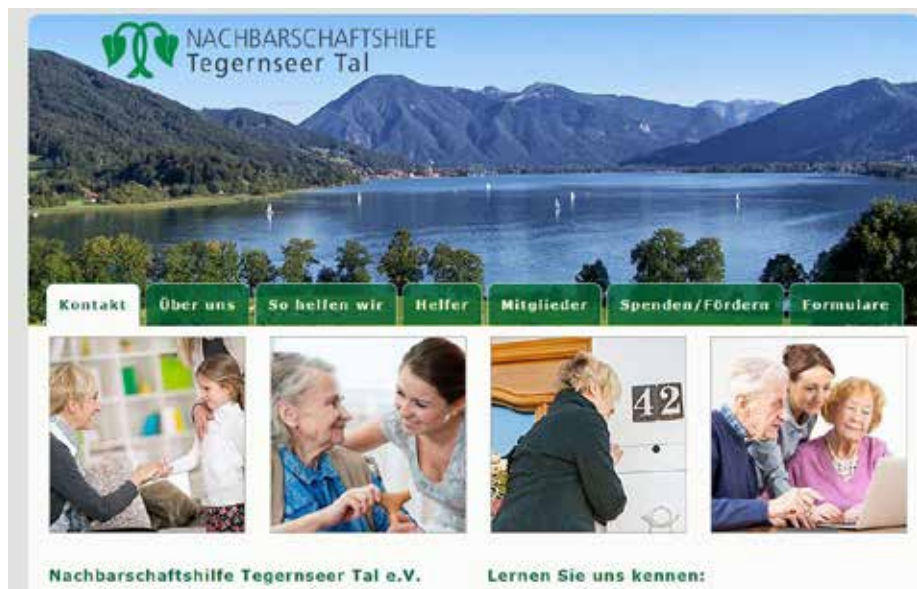 NACHBARSCHAFTSHILFE
Tegernseer Tal
Kontakt Über uns So helfen wir Helfer Mitglieder Spenden/Fördern Formulare
42
Nachbarschaftshilfe Tegernseer Tal e.V. Lernen Sie uns kennen: